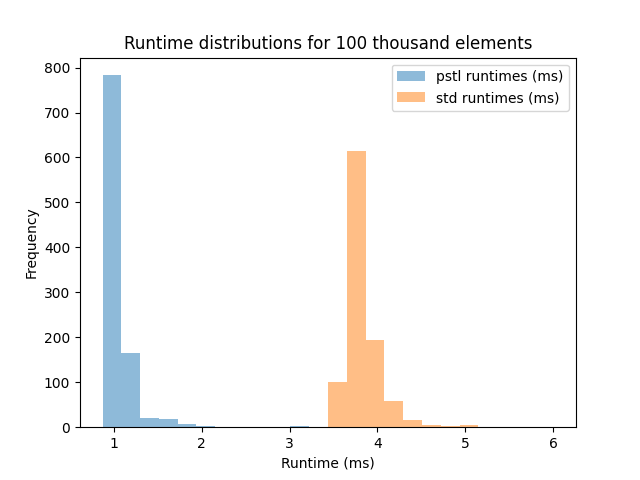 Runtime distributions for 100 thousand elements
pstl runtimes (ms)
std runtimes (ms)
800
700
600
500
400
300
200
100
0
Frequency
1 2 3 4 5 6
Runtime (ms)